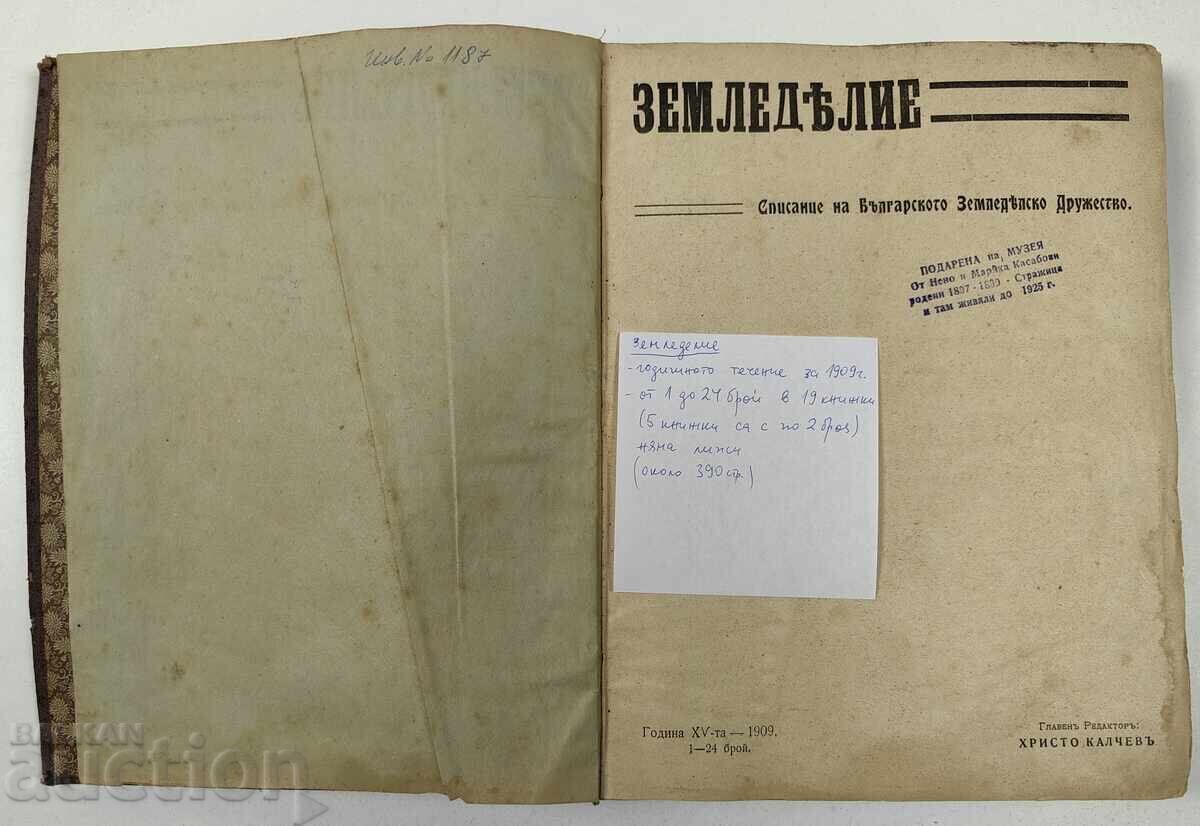 Инв. № 1187
ЗЕМЛЕДѢЛИЕ
Списание на Българското Земледѣлско Дружество.
ПОДАРЕНА на МУЗЕЯ
От Нено и Марийка Касабови
родени 1897 - 1899 - Стражица
и там живяли до 1925 г.
Земеделие
- годишното течение за 1909 г.
- от 1 до 24 брой в 19 книжки
(5 книжки са с по 2 броя)
няма липси
(около 390 стр.)
Година XV-та — 1909.
1—24 брой.
Главенъ Редакторъ:
ХРИСТО КАЛЧЕВЪ
BALKAN
auction